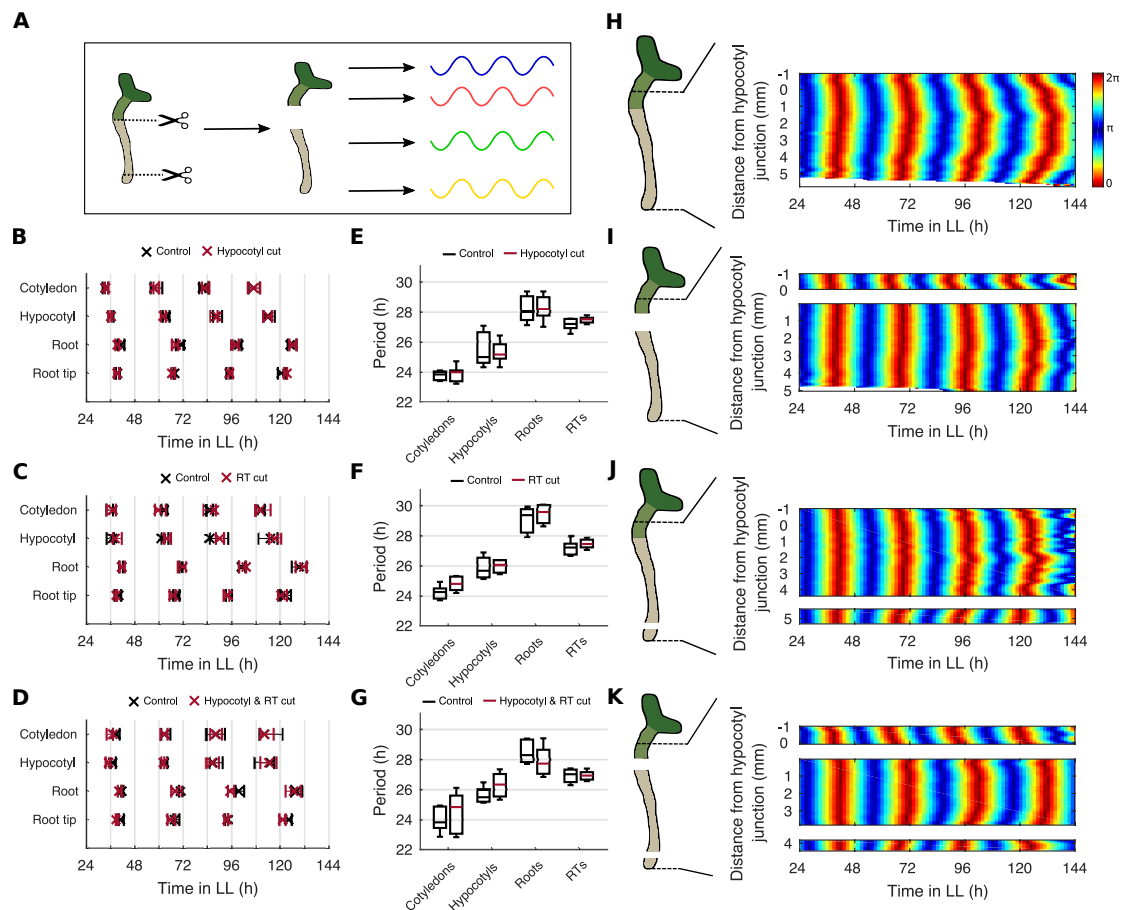 A
B
Control Hypocotyl cut
Cotyledon
Hypocotyl
Root
Root tip
24 48 72 96 120 144
Time in LL (h)
C
Control RT cut
Cotyledon
Hypocotyl
Root
Root tip
24 48 72 96 120 144
Time in LL (h)
D
Control Hypocotyl & RT cut
Cotyledon
Hypocotyl
Root
Root tip
24 48 72 96 120 144
Time in LL (h)
E
Control Hypocotyl cut
Period (h)
30
28
26
24
22
Cotyledons
Hypocotyls
Roots
RTs
F
Control RT cut
Period (h)
30
28
26
24
22
Cotyledons
Hypocotyls
Roots
RTs
G
Control Hypocotyl & RT cut
Period (h)
30
28
26
24
22
Cotyledons
Hypocotyls
Roots
RTs
H
Distance from hypocotyl
junction (mm)
-1
0
1
2
3
4
5
24 48 72 96 120 144
Time in LL (h)
2π
π
0
I
Distance from hypocotyl
junction (mm)
-1
0
1
2
3
4
5
24 48 72 96 120 144
Time in LL (h)
J
Distance from hypocotyl
junction (mm)
-1
0
1
2
3
4
5
24 48 72 96 120 144
Time in LL (h)
K
Distance from hypocotyl
junction (mm)
-1
0
1
2
3
4
24 48 72 96 120 144
Time in LL (h)